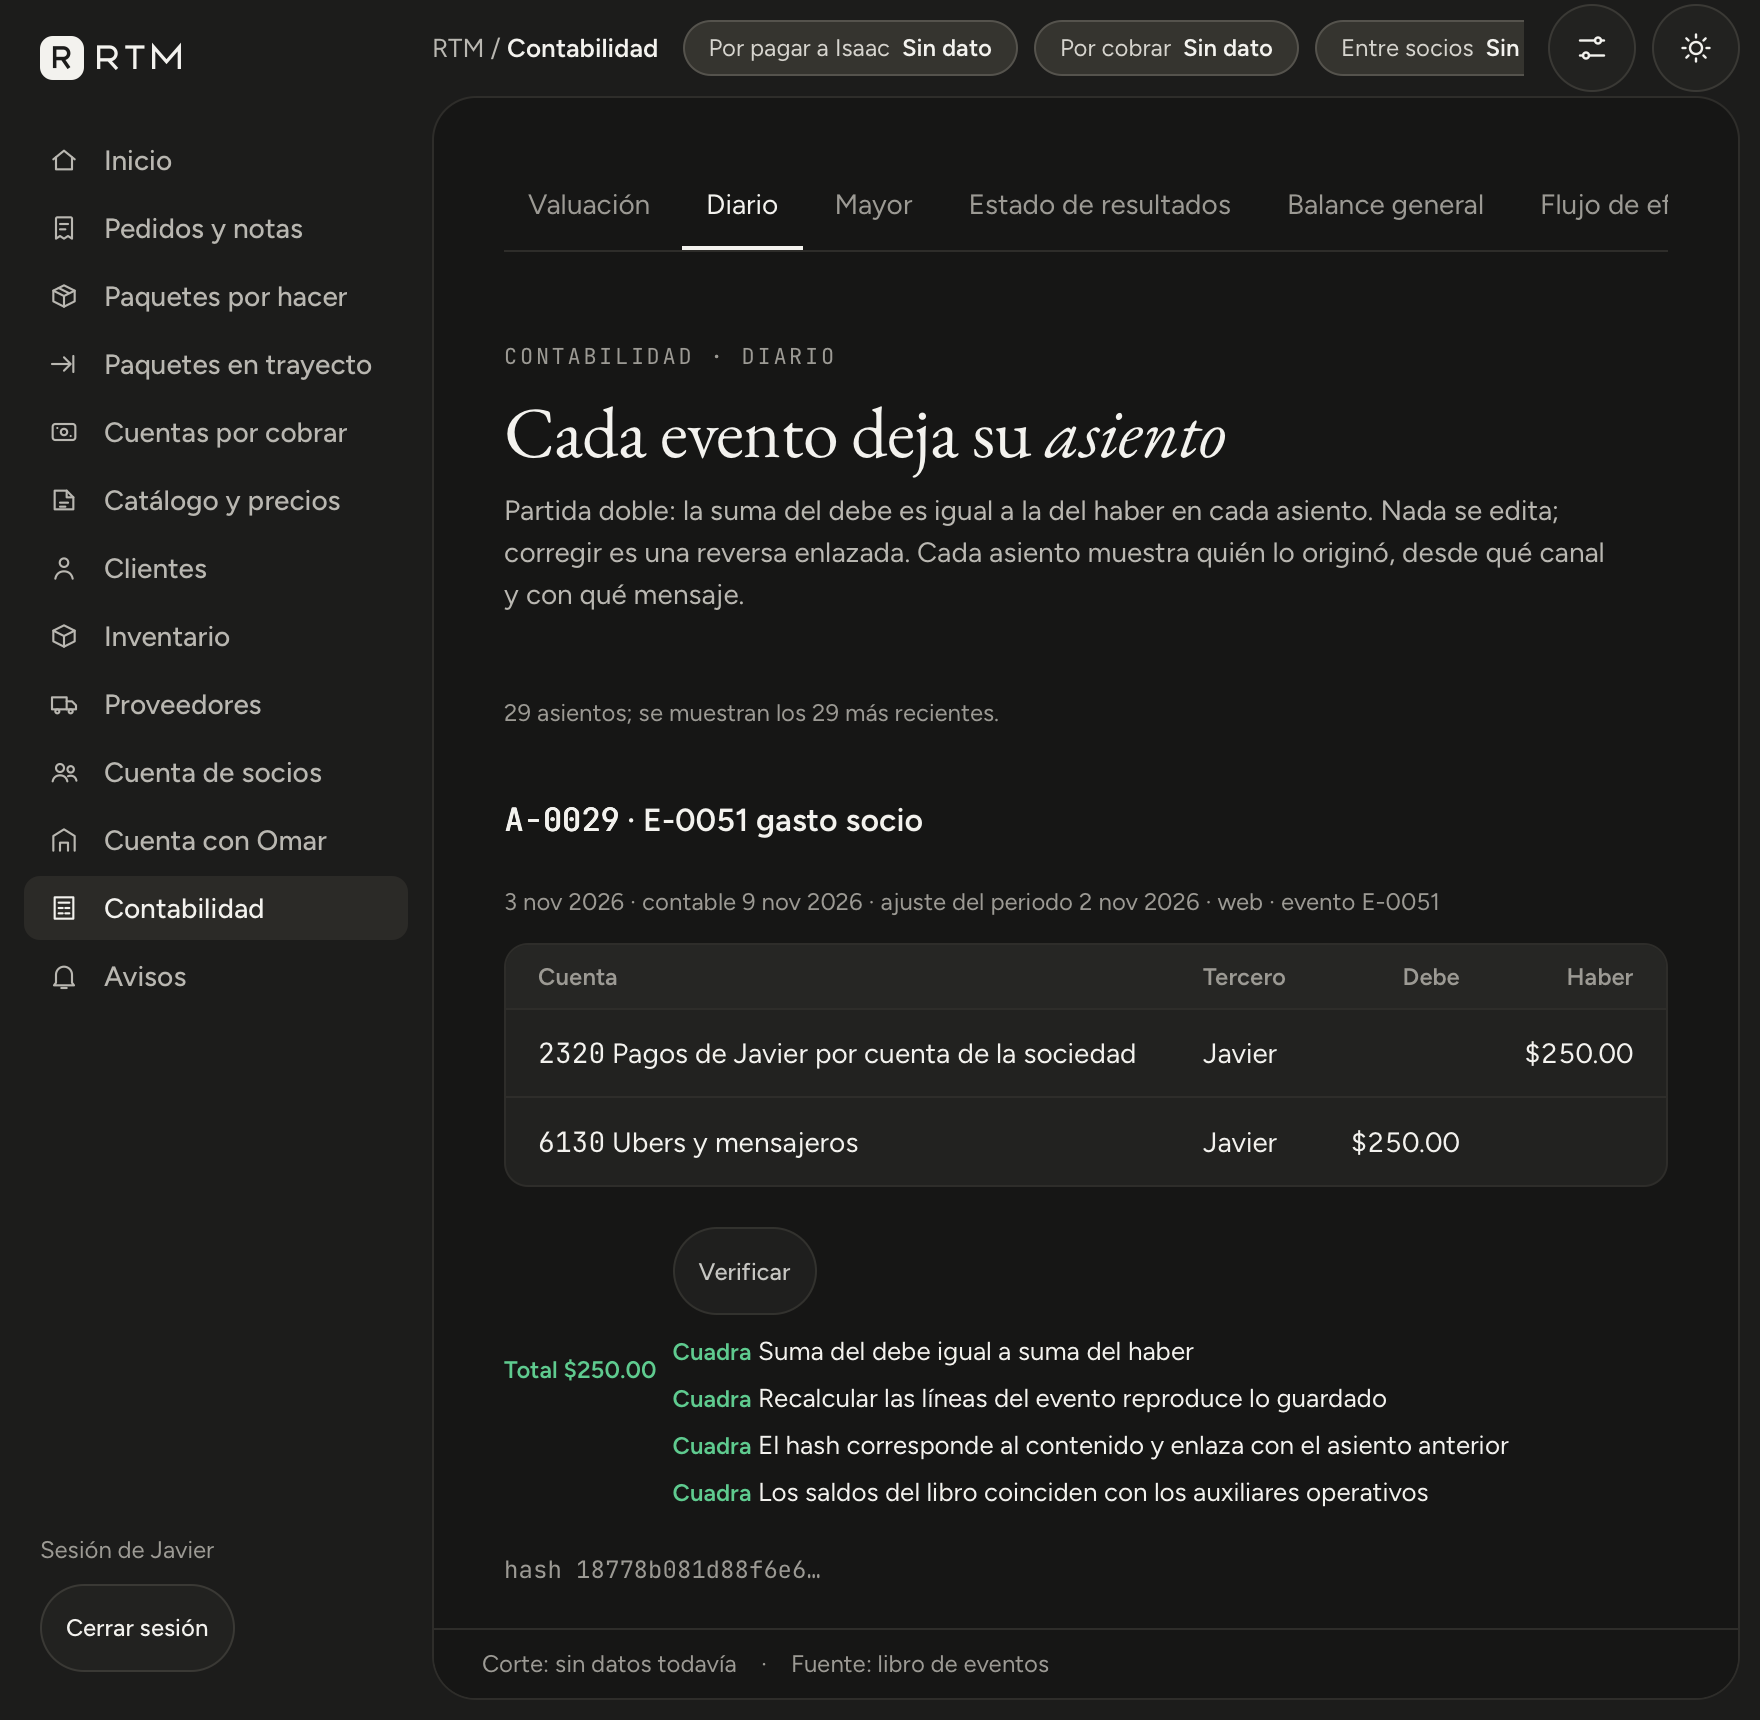 R RTM
RTM / Contabilidad
Por pagar a Isaac Sin dato
Por cobrar Sin dato
Entre socios Sin
Inicio
Pedidos y notas
Paquetes por hacer
Paquetes en trayecto
Cuentas por cobrar
Catálogo y precios
Clientes
Inventario
Proveedores
Cuenta de socios
Cuenta con Omar
Contabilidad
Avisos
Sesión de Javier
Cerrar sesión
Valuación Diario Mayor Estado de resultados Balance general Flujo de ef
CONTABILIDAD · DIARIO
Cada evento deja su asiento
Partida doble: la suma del debe es igual a la del haber en cada asiento. Nada se edita;
corregir es una reversa enlazada. Cada asiento muestra quién lo originó, desde qué canal
y con qué mensaje.
29 asientos; se muestran los 29 más recientes.
A-0029 · E-0051 gasto socio
3 nov 2026 · contable 9 nov 2026 · ajuste del periodo 2 nov 2026 · web · evento E-0051
Cuenta Tercero Debe Haber
2320 Pagos de Javier por cuenta de la sociedad Javier $250.00
6130 Ubers y mensajeros Javier $250.00
Verificar
Total $250.00
Cuadra Suma del debe igual a suma del haber
Cuadra Recalcular las líneas del evento reproduce lo guardado
Cuadra El hash corresponde al contenido y enlaza con el asiento anterior
Cuadra Los saldos del libro coinciden con los auxiliares operativos
hash 18778b081d88f6e6…
Corte: sin datos todavía · Fuente: libro de eventos